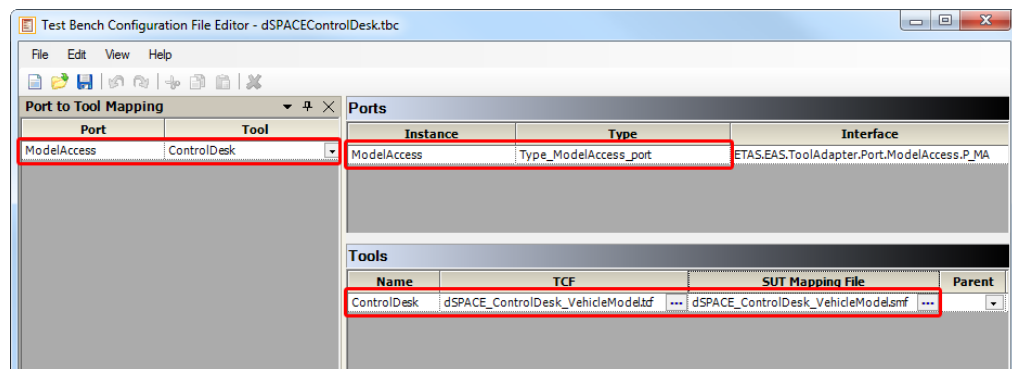 Test Bench Configuration File Editor - dSPACEControlDesk.tbc
File Edit View Help
Port to Tool Mapping
Port Tool
ModelAccess ControlDesk
Ports
Instance Type Interface
ModelAccess Type_ModelAccess_port ETAS.EAS.ToolAdapter.Port.ModelAccess.P_MA
Tools
Name TCF SUT Mapping File Parent
ControlDesk dSPACE_ControlDesk_VehicleModel.tcf ... dSPACE_ControlDesk_VehicleModel.smf ...